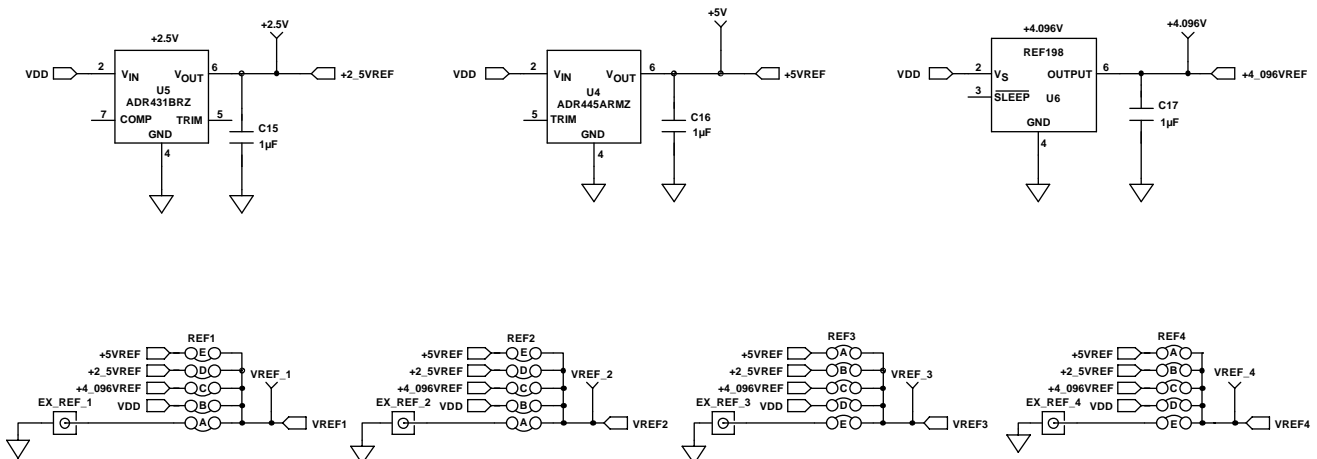 +2.5V
+2.5V
VDD
2
VIN
VOUT
6
+2_5VREF
U5
ADR431BRZ
7
COMP
TRIM
5
GND
4
C15
1µF
+5V
VDD
2
VIN
VOUT
6
+5VREF
U4
ADR445ARMZ
5
TRIM
GND
4
C16
1µF
+4.096V
+4.096V
REF198
VDD
2
VS
OUTPUT
6
+4_096VREF
3
SLEEP
U6
GND
4
C17
1µF
REF1
+5VREF
E
+2_5VREF
D
VREF_1
+4_096VREF
C
EX_REF_1
VDD
B
A
VREF1
REF2
+5VREF
E
+2_5VREF
D
VREF_2
+4_096VREF
C
EX_REF_2
VDD
B
A
VREF2
REF3
+5VREF
A
+2_5VREF
B
VREF_3
+4_096VREF
C
EX_REF_3
VDD
D
E
VREF3
REF4
+5VREF
A
+2_5VREF
B
VREF_4
+4_096VREF
C
EX_REF_4
VDD
D
E
VREF4